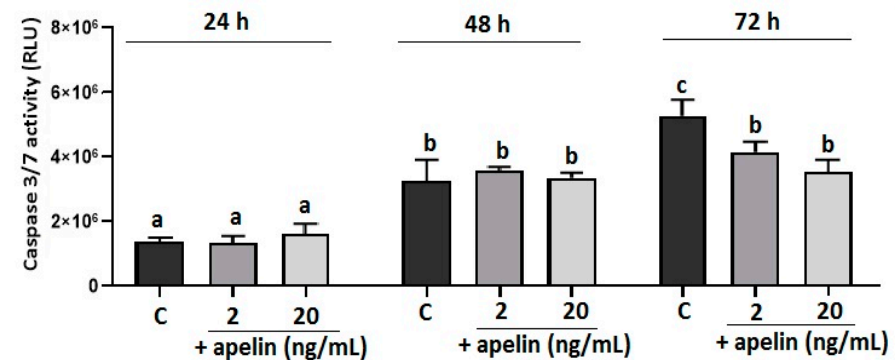 Caspase 3/7 activity (RLU)
8×10⁶
6×10⁶
4×10⁶
2×10⁶
0
24 h
48 h
72 h
a
a
a
b
b
b
c
b
b
C
2
20
C
2
20
C
2
20
+ apelin (ng/mL)
+ apelin (ng/mL)
+ apelin (ng/mL)